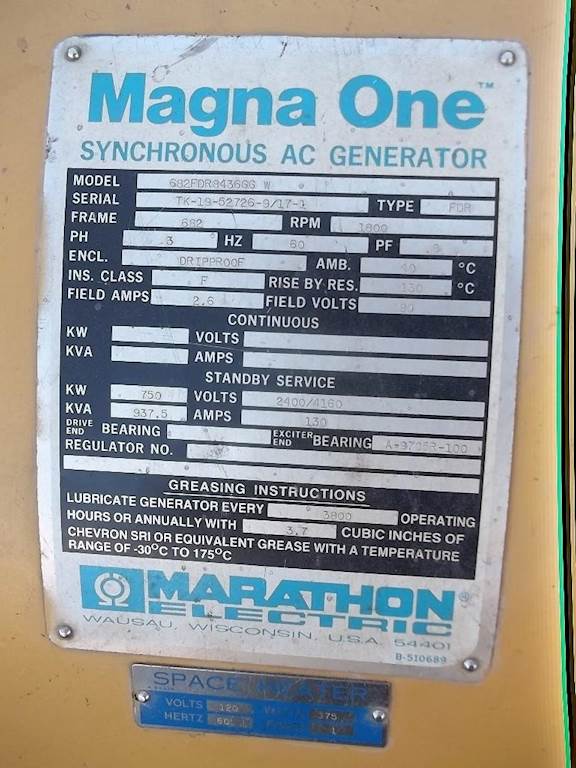 Magna One™
SYNCHRONOUS AC GENERATOR
MODEL 682FDR8436GG W A
SERIAL TK-19-52726-9/17-1 TYPE FDR
FRAME 682 RPM 1800
PH 3 HZ 60 PF
ENCL. DRIPPROOF AMB. 40 °C
INS. CLASS F RISE BY RES. 130 °C
FIELD AMPS 2.6 FIELD VOLTS 90
CONTINUOUS
KW VOLTS
KVA AMPS
STANDBY SERVICE
KW 750 VOLTS 2400/4160
KVA 937.5 AMPS 130
DRIVE END BEARING EXCITER END BEARING
REGULATOR NO.
GREASING INSTRUCTIONS
LUBRICATE GENERATOR EVERY 3800 OPERATING
HOURS OR ANNUALLY WITH 3.7 CUBIC INCHES OF
CHEVRON SRI OR EQUIVALENT GREASE WITH A TEMPERATURE
RANGE OF -30°C TO 175°C
MARATHON®
ELECTRIC
WAUSAU, WISCONSIN, U.S.A. 54401
B-510689
SPACE HEATER
VOLTS 120 375
HERTZ 60 1